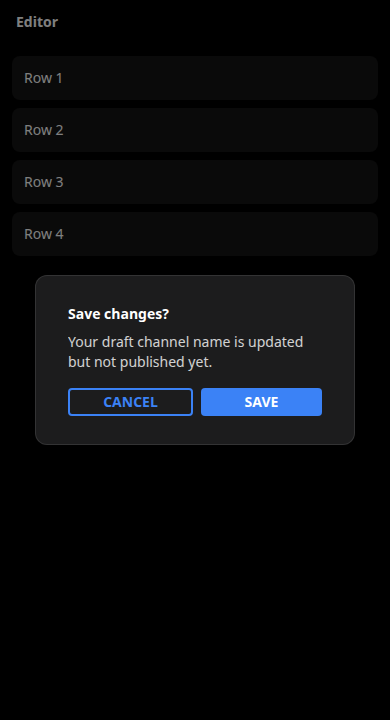 Editor
Row 1
Row 2
Row 3
Row 4
Save changes?
Your draft channel name is updated
but not published yet.
CANCEL
SAVE